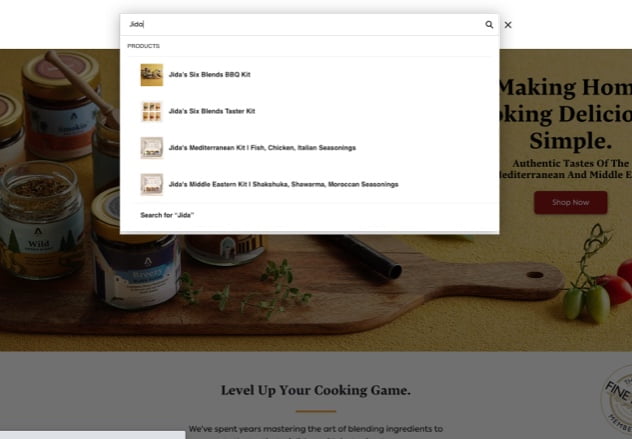 Jida
PRODUCTS
Jida's Six Blends BBQ Kit
Jida's Six Blends Taster Kit
Jida's Mediterranean Kit I Fish, Chicken, Italian Seasonings
Jida's Middle Eastern Kit I Shakshuka, Shawarma, Moroccan Seasonings
Search for "Jida"
Making Hom
oking Delicio
Simple.
Authentic Tastes Of The
editerranean And Middle E
Shop Now
Smokin
Wild
Breezy
Level Up Your Cooking Game.
We've spent years mastering the art of blending ingredients to
FINE
MEMBE